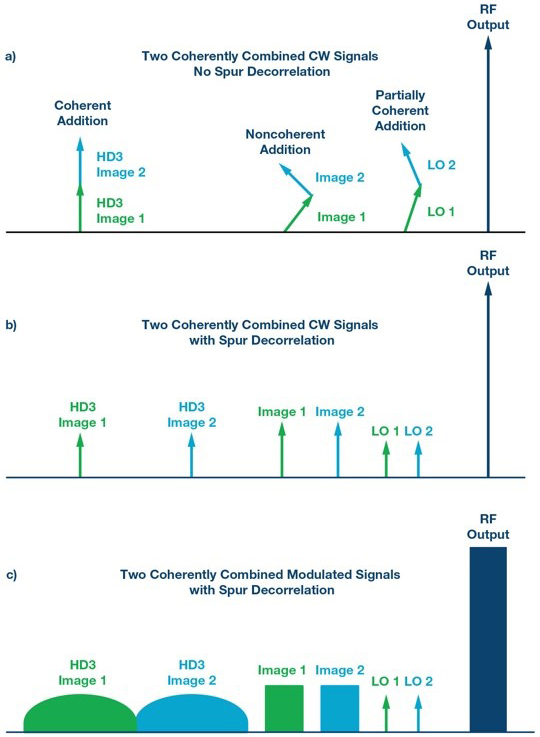 RF
Output
a)
Two Coherently Combined CW Signals
No Spur Decorrelation
Coherent
Addition
HD3
Image 2
HD3
Image 1
Noncoherent
Addition
Image 2
Image 1
Partially
Coherent
Addition
LO 2
LO 1
RF
Output
b)
Two Coherently Combined CW Signals
with Spur Decorrelation
HD3
Image 1
HD3
Image 2
Image 1
Image 2
LO 1
LO 2
RF
Output
c)
Two Coherently Combined Modulated Signals
with Spur Decorrelation
HD3
Image 1
HD3
Image 2
Image 1
Image 2
LO 1
LO 2